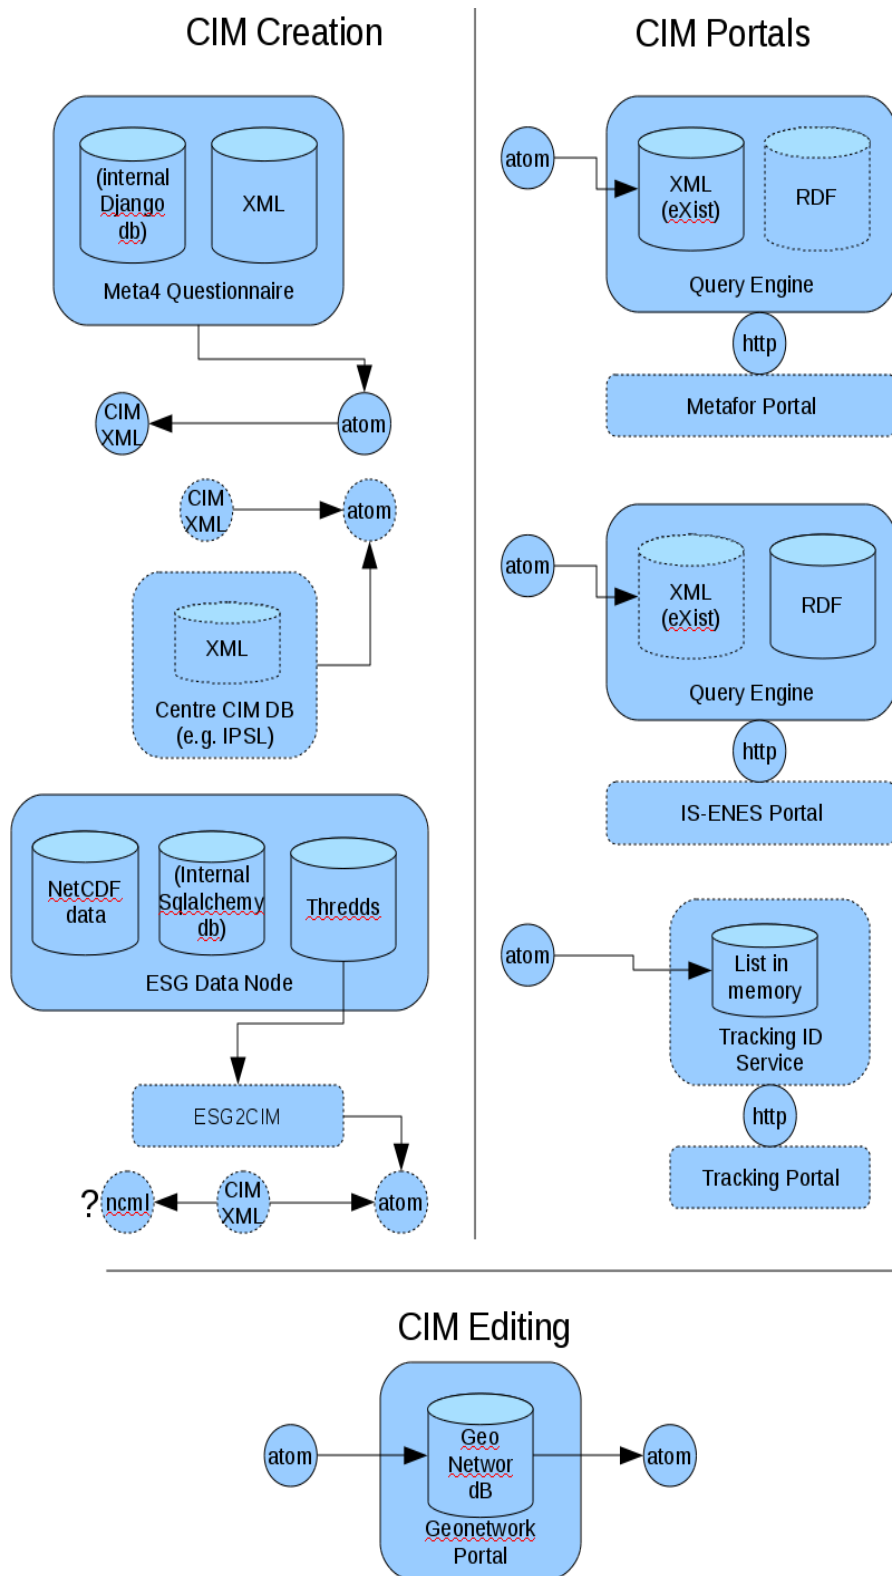 CIM Creation
(internal
Django
db)
XML
Meta4 Questionnaire
CIM
XML
atom
CIM
XML
atom
XML
Centre CIM DB
(e.g. IPSL)
NetCDF
data
(Internal
Sqlalchemy
db)
Thredds
ESG Data Node
ESG2CIM
?
ncml
CIM
XML
atom
CIM Portals
atom
XML
(eXist)
RDF
Query Engine
http
Metafor Portal
atom
XML
(eXist)
RDF
Query Engine
http
IS-ENES Portal
atom
List in
memory
Tracking ID
Service
http
Tracking Portal
CIM Editing
atom
Geo
Networ
dB
Geonetwork
Portal
atom